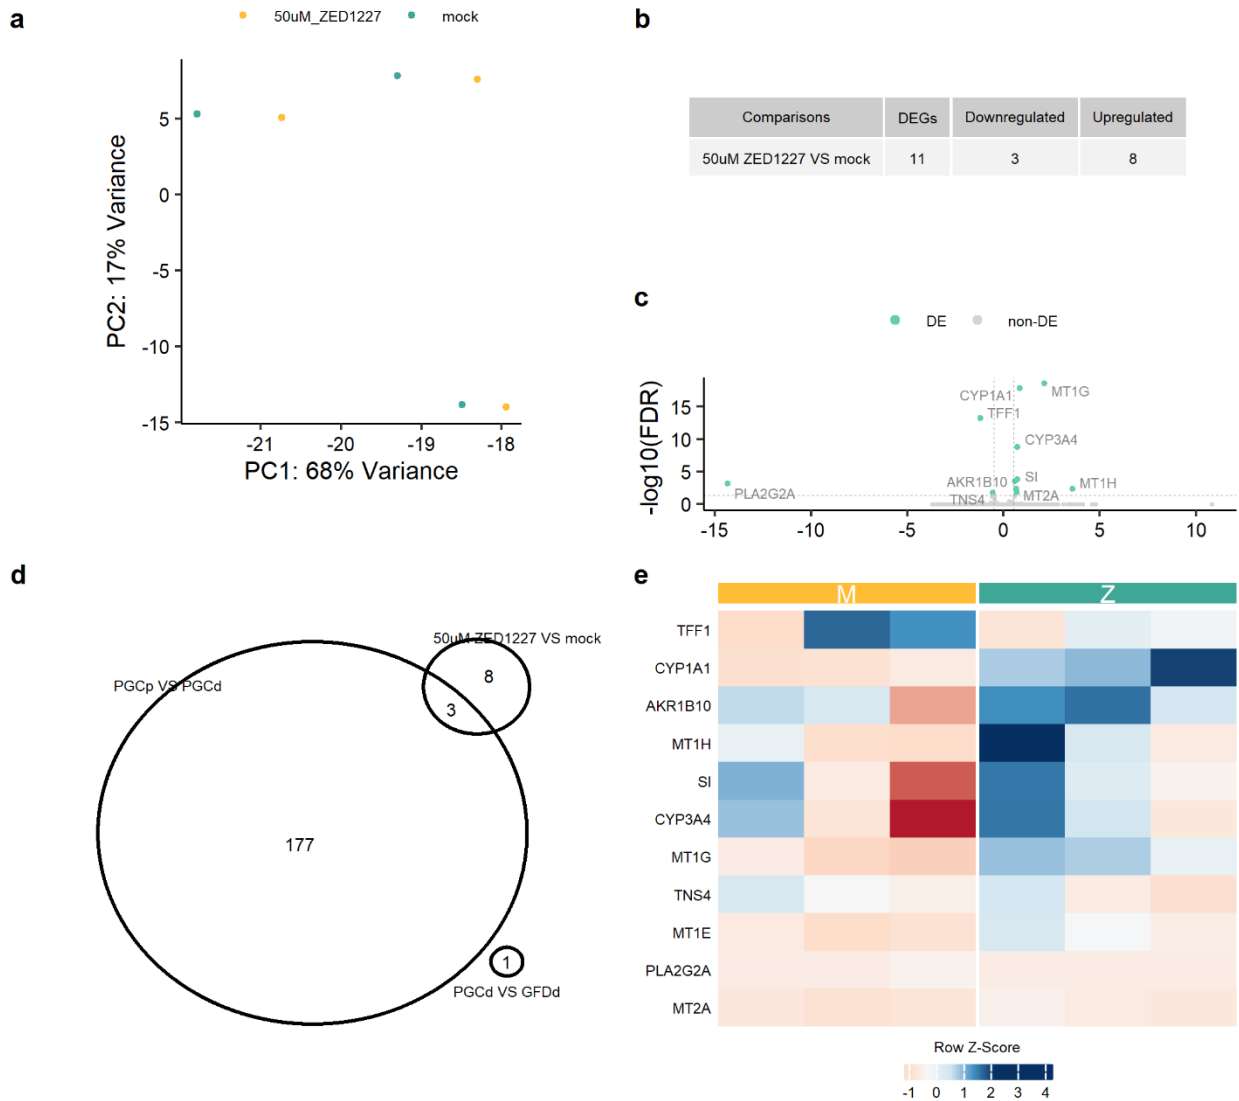 a
50uM_ZED1227 mock
5
0
-5
-10
-15
PC2: 17% Variance
-21 -20 -19 -18
PC1: 68% Variance
b
Comparisons DEGs Downregulated Upregulated
50uM ZED1227 VS mock 11 3 8
c
DE non-DE
-log10(FDR)
15
10
5
0
CYP1A1
MT1G
TFF1
CYP3A4
AKR1B10
SI
MT1H
PLA2G2A
TNS4
MT2A
-15 -10 -5 0 5 10
d
50uM ZED1227 VS mock
8
PGCp VS PGCd
3
177
1
PGCd VS GFDd
e
M Z
TFF1
CYP1A1
AKR1B10
MT1H
SI
CYP3A4
MT1G
TNS4
MT1E
PLA2G2A
MT2A
Row Z-Score
-1 0 1 2 3 4